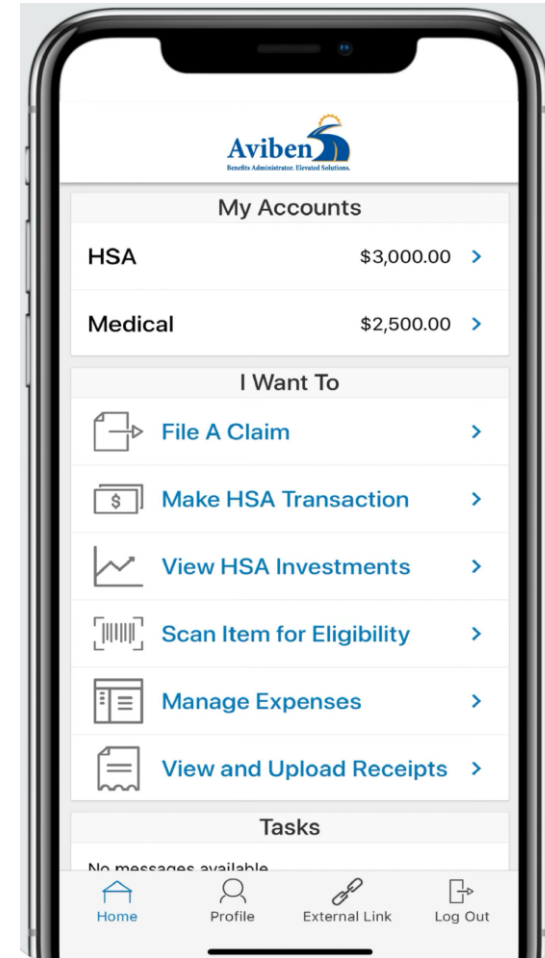 Aviben
Benefits Administrator. Elevated Solutions.
My Accounts
HSA $3,000.00
Medical $2,500.00
I Want To
File A Claim
$ Make HSA Transaction
View HSA Investments
Scan Item for Eligibility
Manage Expenses
View and Upload Receipts
Tasks
No messages available
Home Profile External Link Log Out